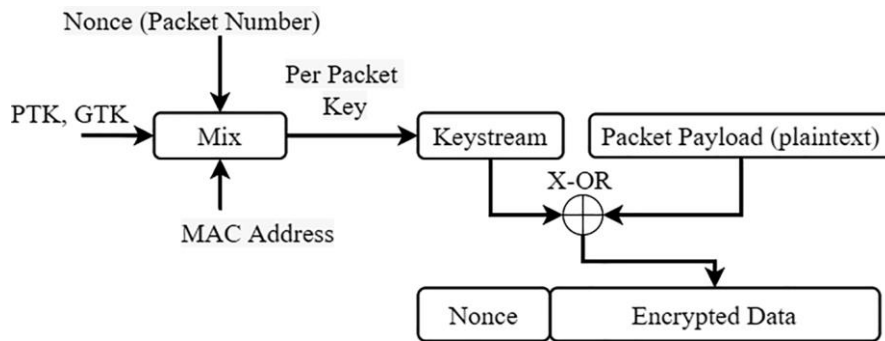 Nonce (Packet Number)
Per Packet
Key
PTK, GTK
Mix
Keystream
Packet Payload (plaintext)
X-OR
MAC Address
Nonce
Encrypted Data